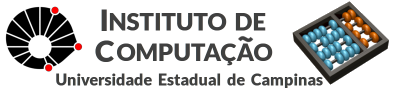 INSTITUTO DE
COMPUTAÇÃO
Universidade Estadual de Campinas